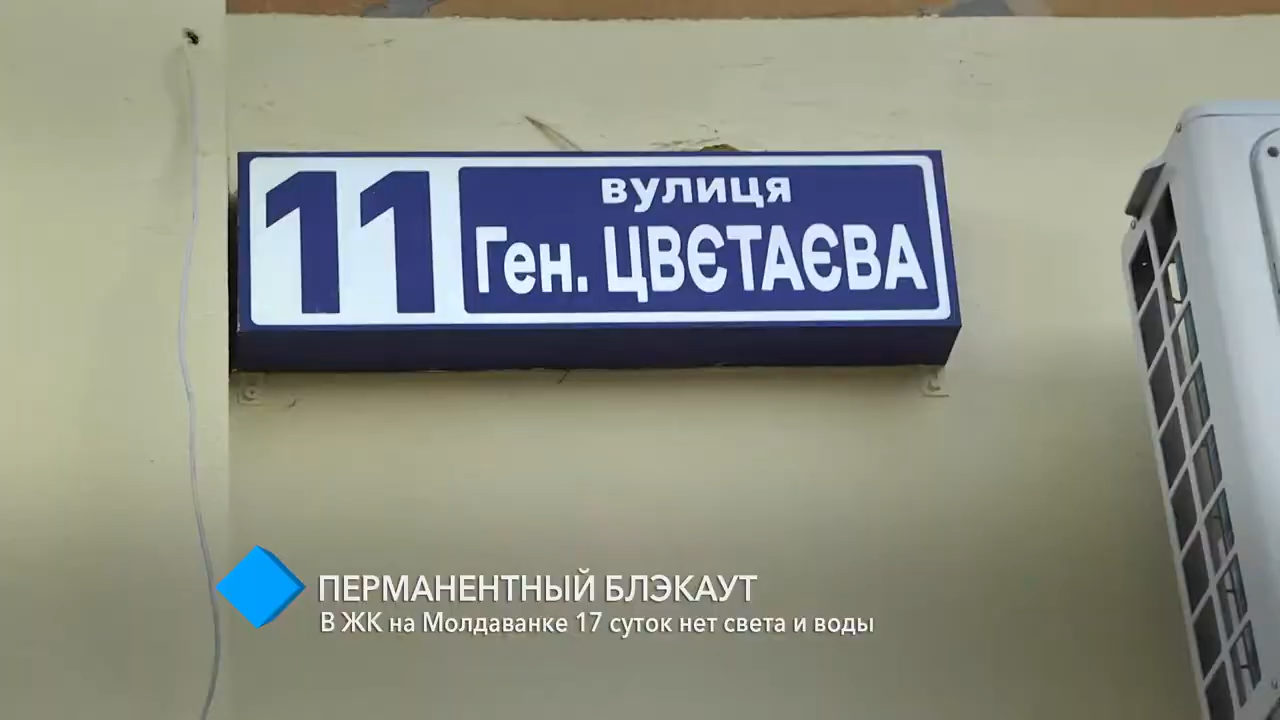 11
вулиця
Ген. ЦВЄТАЄВА
ПЕРМАНЕНТНЫЙ БЛЭКАУТ
В ЖК на Молдаванке 17 суток нет света и воды